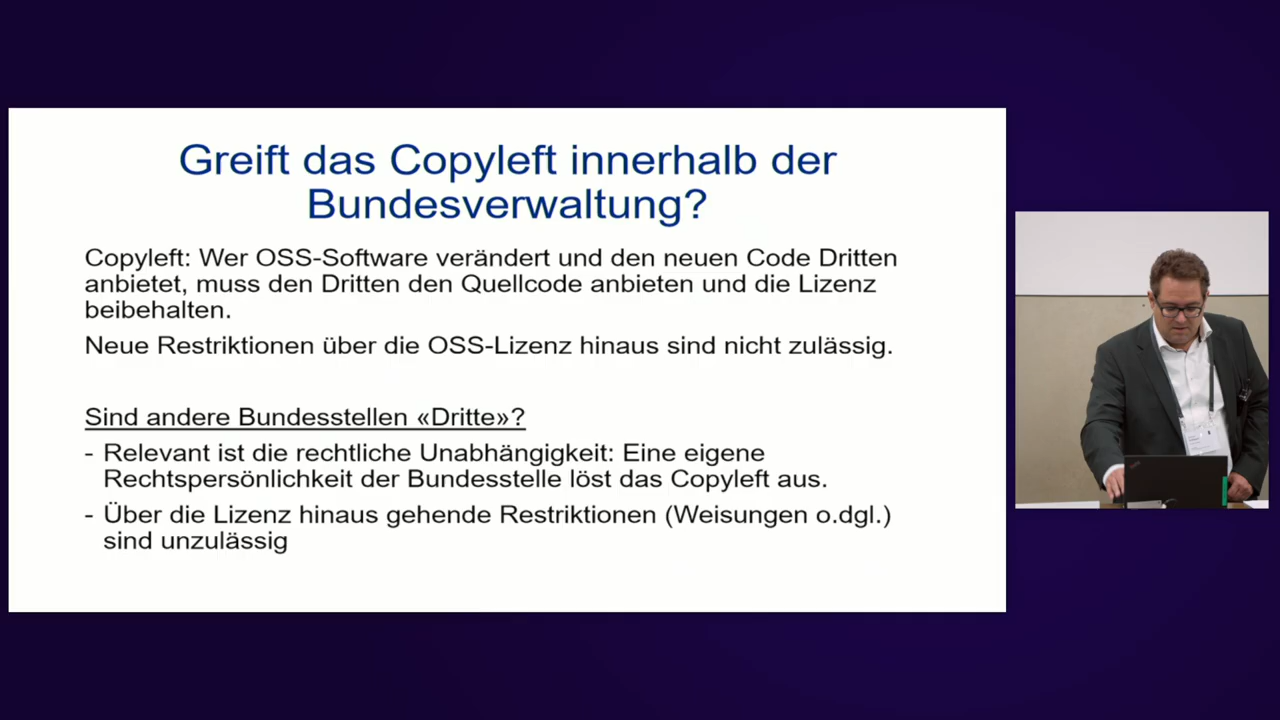 Greift das Copyleft innerhalb der
Bundesverwaltung?
Copyleft: Wer OSS-Software verändert und den neuen Code Dritten
anbietet, muss den Dritten den Quellcode anbieten und die Lizenz
beibehalten.
Neue Restriktionen über die OSS-Lizenz hinaus sind nicht zulässig.
Sind andere Bundesstellen «Dritte»?
- Relevant ist die rechtliche Unabhängigkeit: Eine eigene
Rechtspersönlichkeit der Bundesstelle löst das Copyleft aus.
- Über die Lizenz hinaus gehende Restriktionen (Weisungen o.dgl.)
sind unzulässig